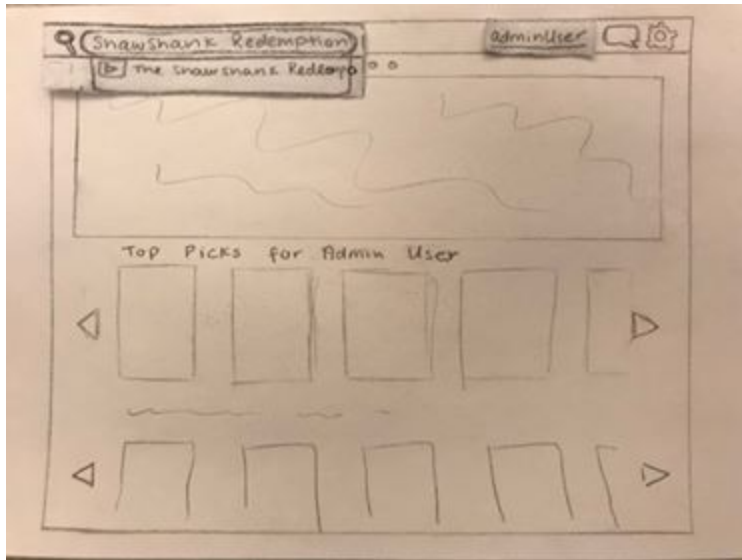 Shawshank Redemption
adminUser
The Shawshank Redemp
Top Picks for Admin User